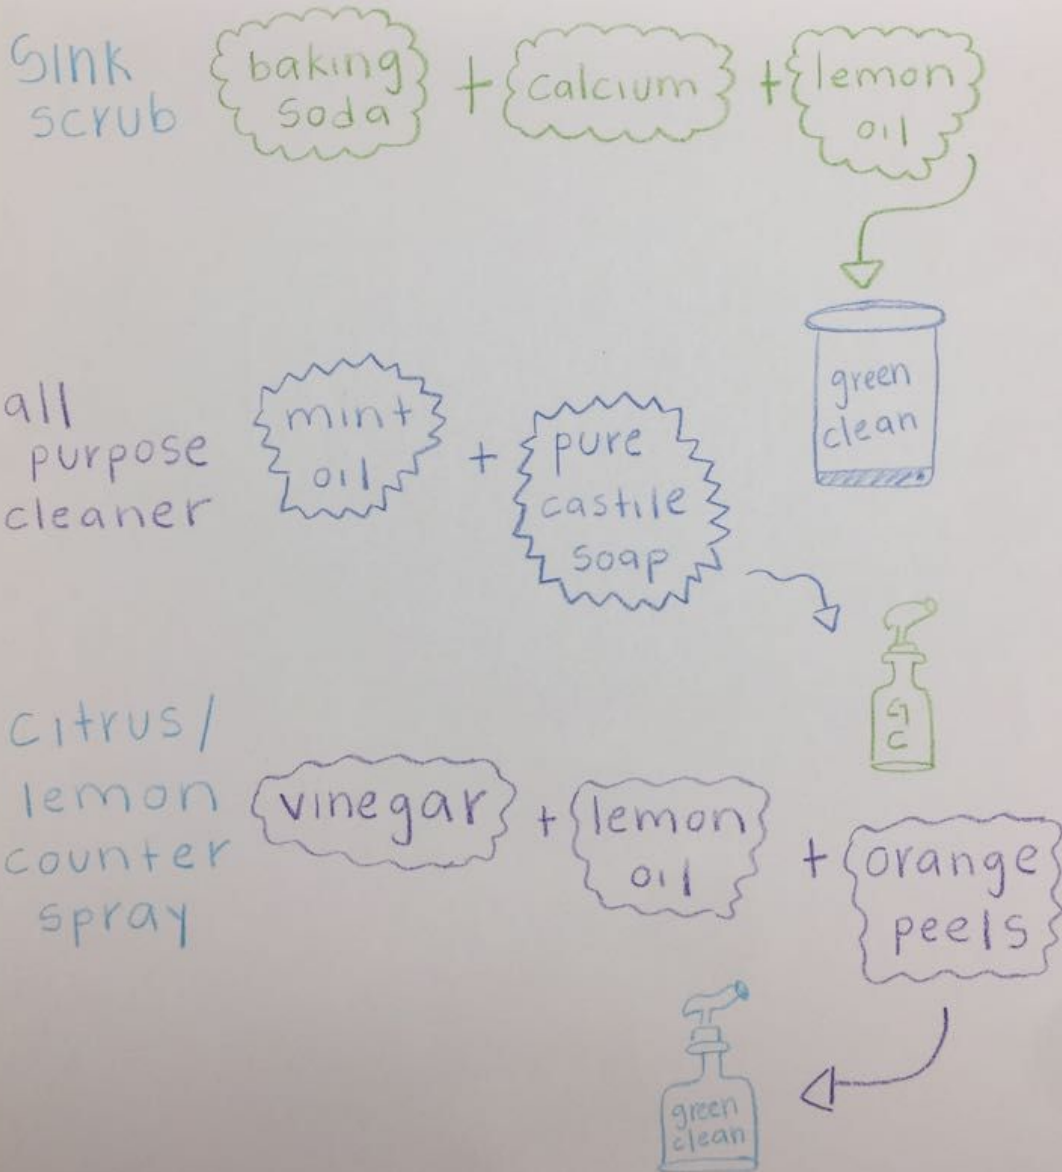 Sink
scrub
baking
soda
+
calcium
+
lemon
oil
green
clean
all
purpose
cleaner
mint
oil
+
pure
castile
soap
G
C
citrus/
lemon
counter
spray
vinegar
+
lemon
oil
+
orange
peels
green
clean